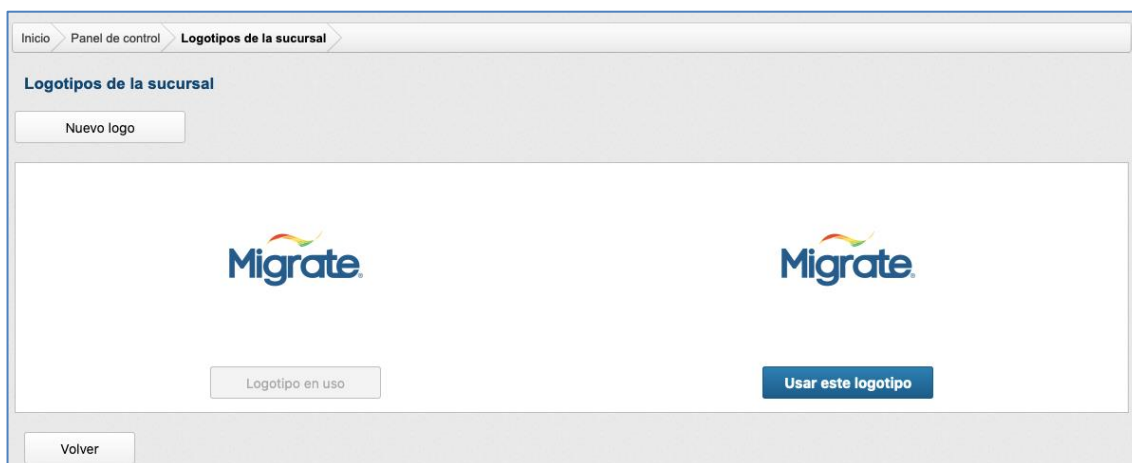 Inicio Panel de control Logotipos de la sucursal
Logotipos de la sucursal
Nuevo logo
Migrate Migrate
Logotipo en uso Usar este logotipo
Volver